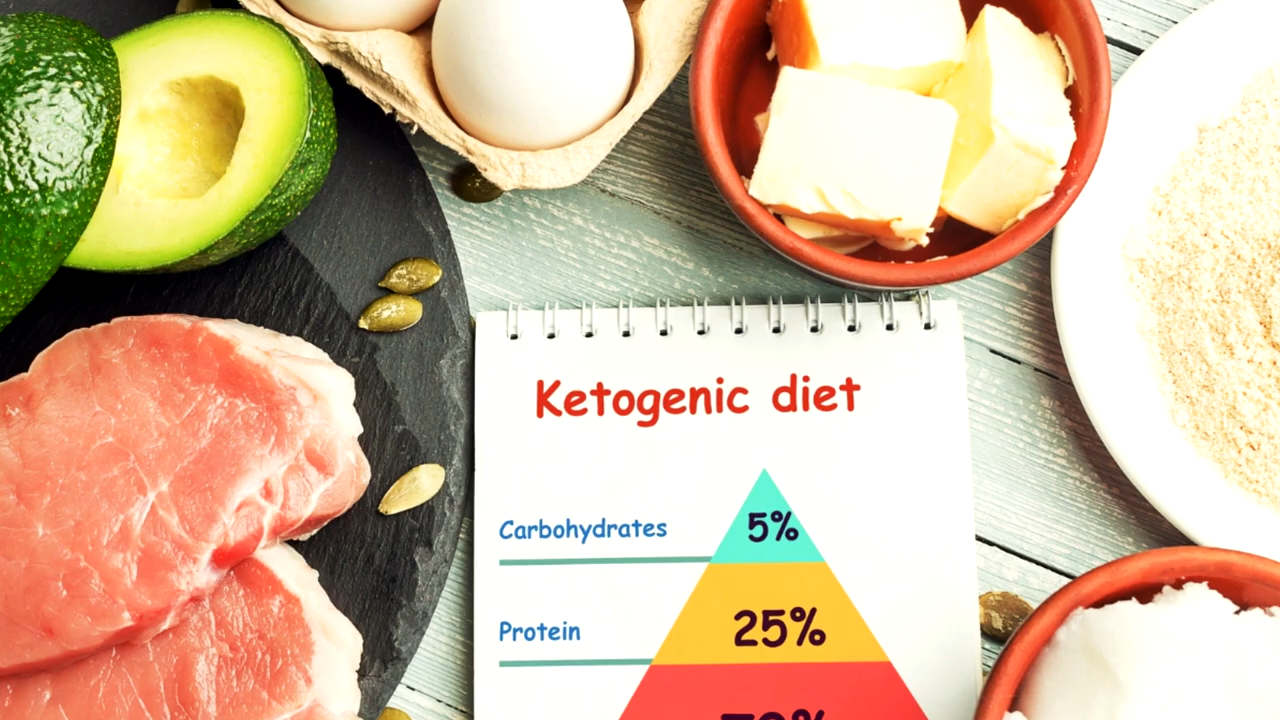 Ketogenic diet
Carbohydrates
5%
Protein
25%